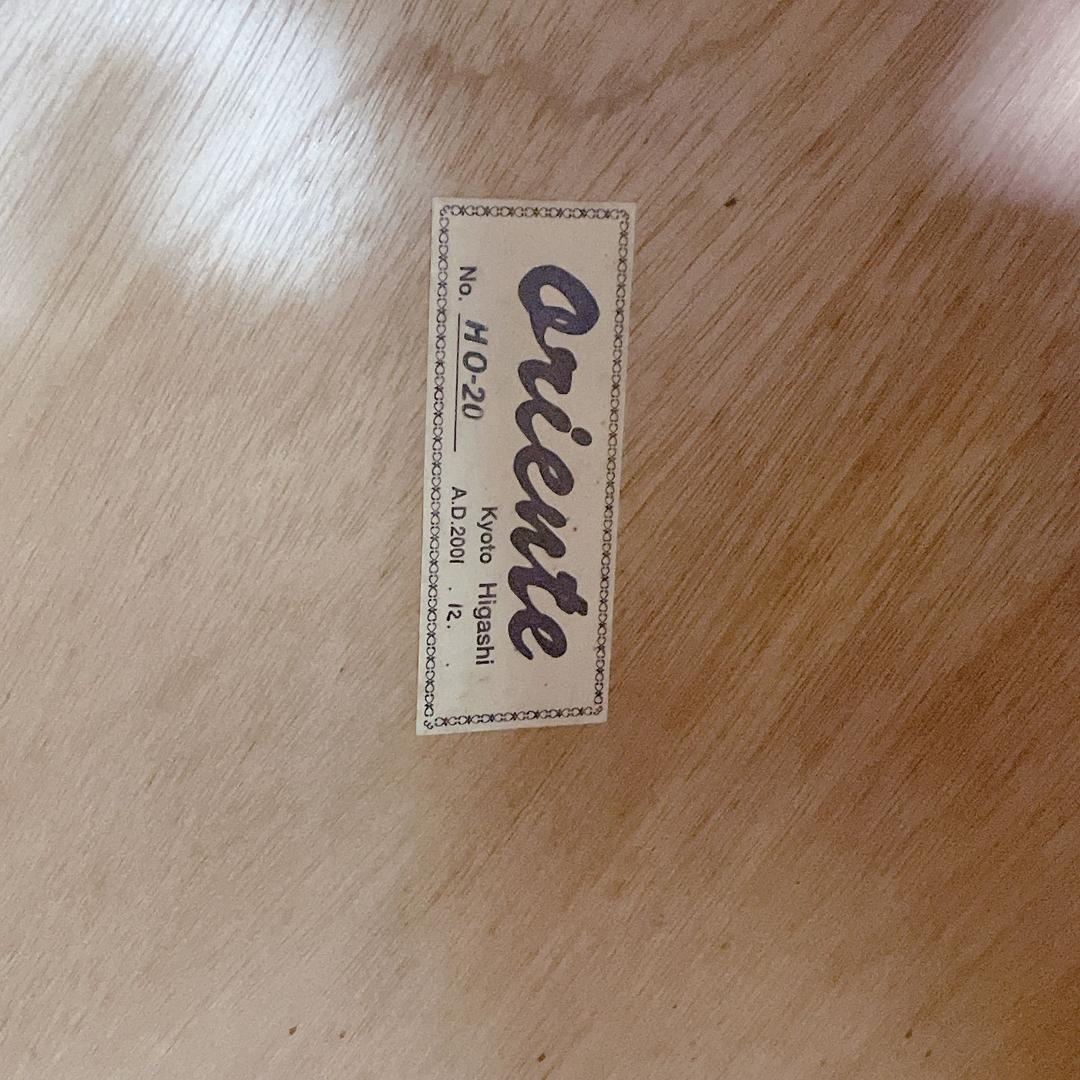 Oriente
Kyoto Higashi
No. HO-20 A.D.2001 . 12. .